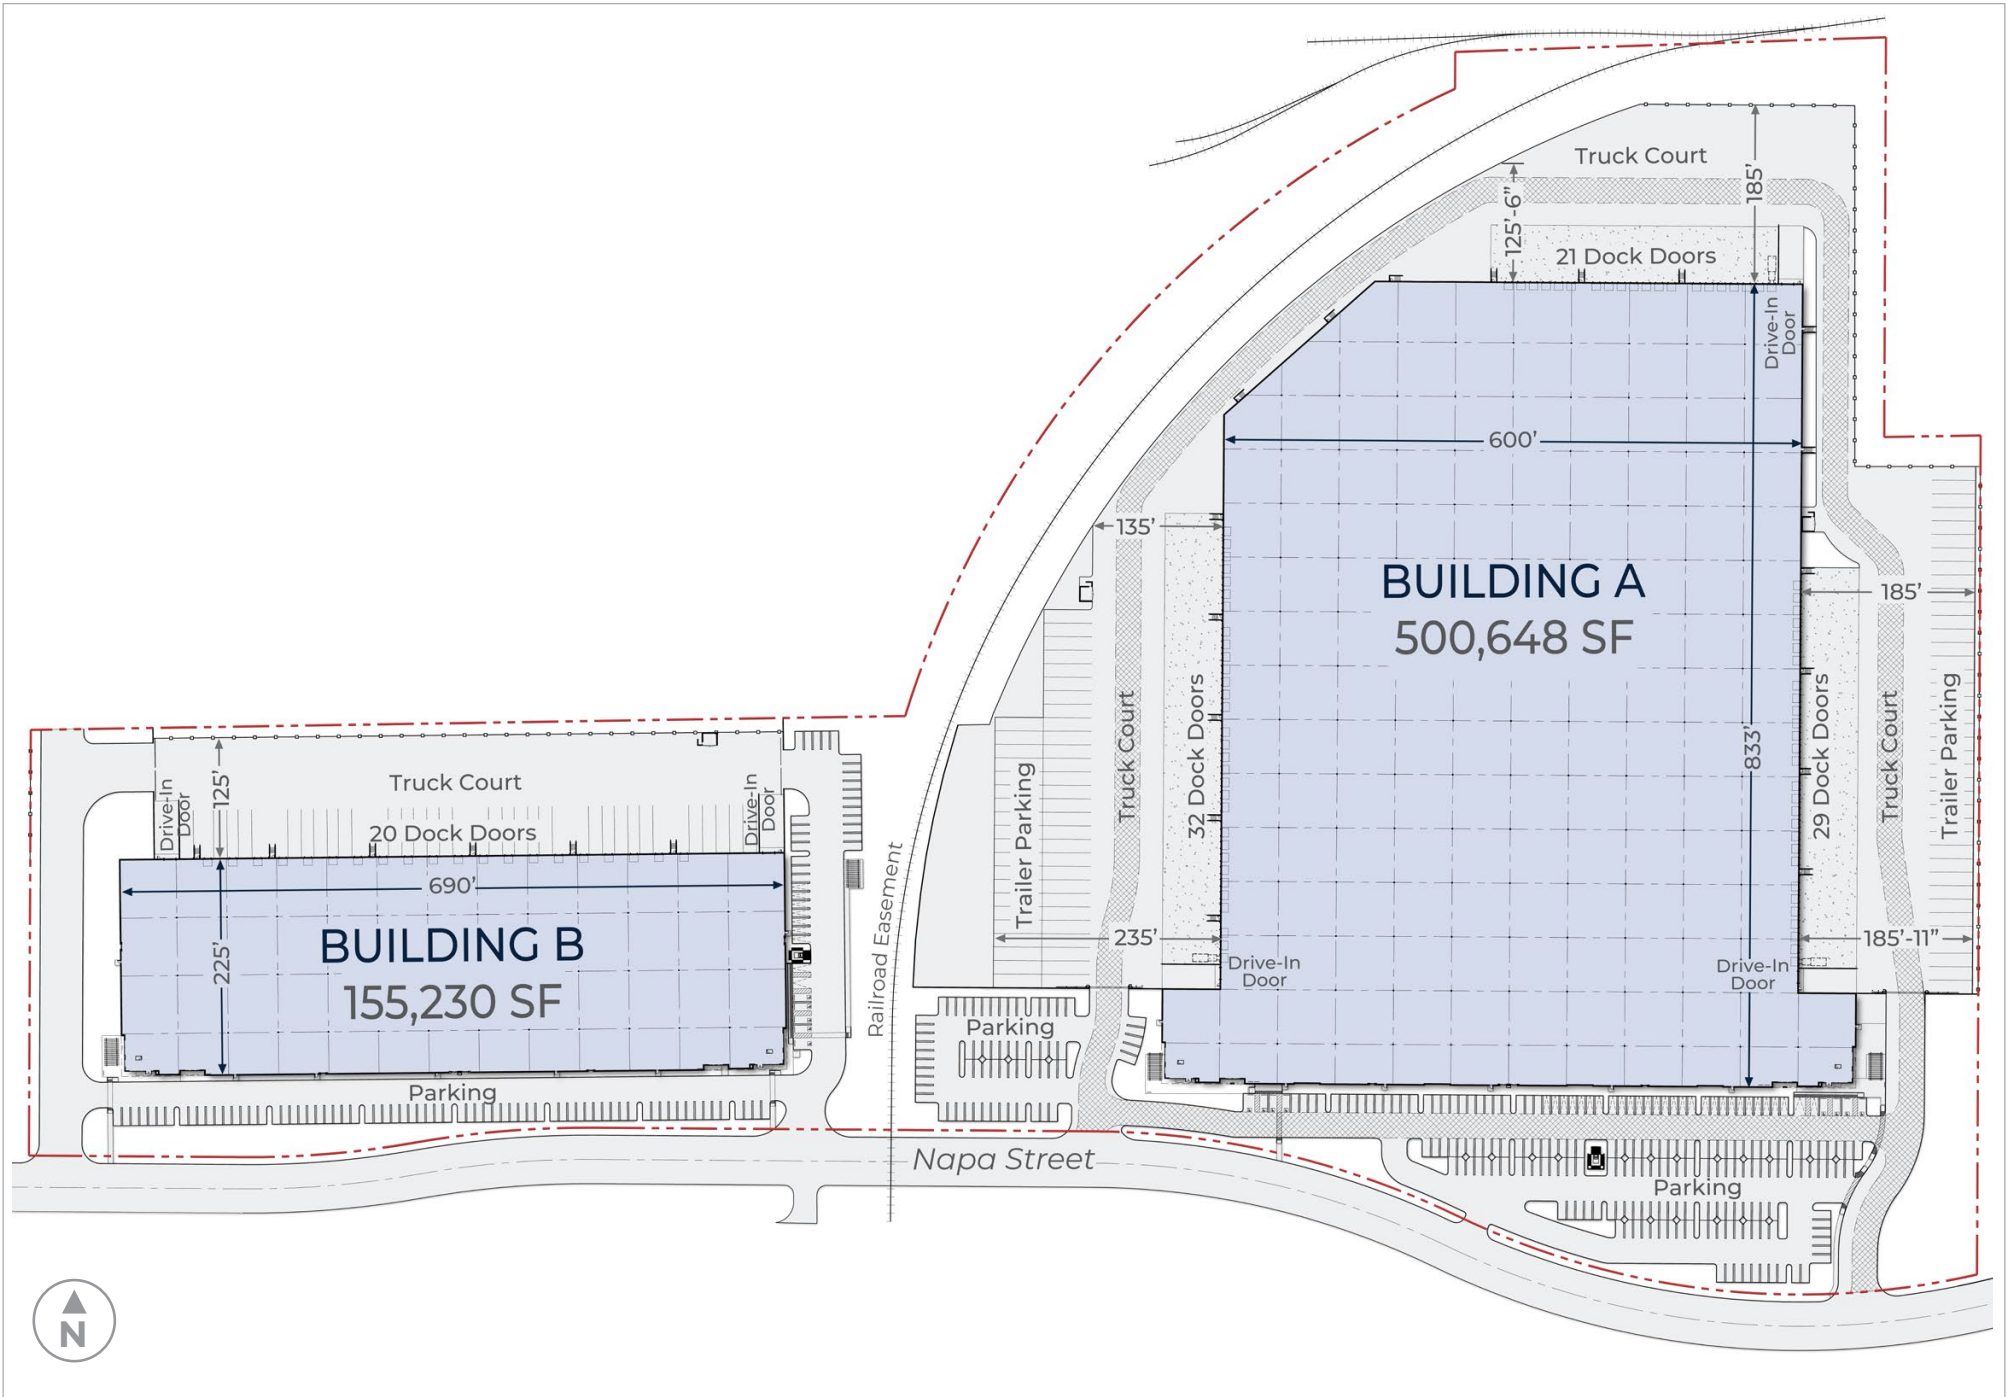 Truck Court
185’
125’-6”
21 Dock Doors
Drive-In
Door
600’
135’
BUILDING A
500,648 SF
185’
32 Dock Doors
Truck Court
Trailer Parking
833’
29 Dock Doors
Truck Court
Trailer Parking
235’
185’-11”
Drive-In
Door
Drive-In
Door
Parking
Parking
Truck Court
125’
Drive-In
Door
20 Dock Doors
Drive-In
Door
690’
225’
BUILDING B
155,230 SF
Parking
Railroad Easement
Napa Street
N